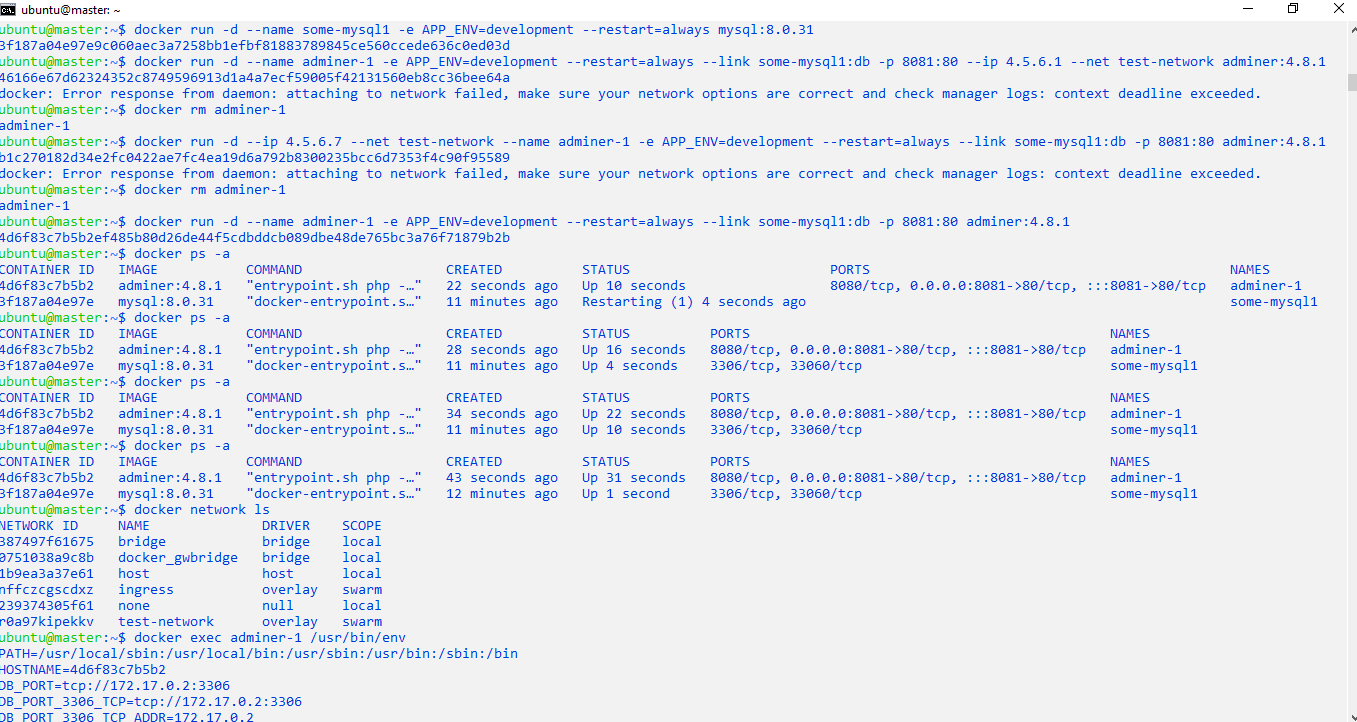 ubuntu@master: ~
ubuntu@master:~$ docker run -d --name some-mysql1 -e APP_ENV=development --restart=always mysql:8.0.31
3f187a04e97e9c060aec3a7258bb1efbf81883789845ce560ccede636c0ed03d
ubuntu@master:~$ docker run -d --name adminer-1 -e APP_ENV=development --restart=always --link some-mysql1:db -p 8081:80 --ip 4.5.6.1 --net test-network adminer:4.8.1
46166e67d62324352c8749596913d1a4a7ecf59005f42131560eb8cc36bee64a
docker: Error response from daemon: attaching to network failed, make sure your network options are correct and check manager logs: context deadline exceeded.
ubuntu@master:~$ docker rm adminer-1
adminer-1
ubuntu@master:~$ docker run -d --ip 4.5.6.7 --net test-network --name adminer-1 -e APP_ENV=development --restart=always --link some-mysql1:db -p 8081:80 adminer:4.8.1
b1c270182d34e2fc0422ae7fc4ea19d6a792b8300235bcc6d7353f4c90f95589
docker: Error response from daemon: attaching to network failed, make sure your network options are correct and check manager logs: context deadline exceeded.
ubuntu@master:~$ docker rm adminer-1
adminer-1
ubuntu@master:~$ docker run -d --name adminer-1 -e APP_ENV=development --restart=always --link some-mysql1:db -p 8081:80 adminer:4.8.1
4d6f83c7b5b2ef485b80d26de44f5cdbddcb089dbe48de765bc3a76f71879b2b
ubuntu@master:~$ docker ps -a
CONTAINER ID   IMAGE          COMMAND                  CREATED          STATUS                         PORTS                                             NAMES
4d6f83c7b5b2   adminer:4.8.1   "entrypoint.sh php -…"   22 seconds ago   Up 10 seconds                  8080/tcp, 0.0.0.0:8081->80/tcp, :::8081->80/tcp   adminer-1
3f187a04e97e   mysql:8.0.31    "docker-entrypoint.s…"   11 minutes ago   Restarting (1) 4 seconds ago                                                     some-mysql1
ubuntu@master:~$ docker ps -a
CONTAINER ID   IMAGE           COMMAND                  CREATED          STATUS          PORTS                                             NAMES
4d6f83c7b5b2   adminer:4.8.1   "entrypoint.sh php -…"   28 seconds ago   Up 16 seconds   8080/tcp, 0.0.0.0:8081->80/tcp, :::8081->80/tcp   adminer-1
3f187a04e97e   mysql:8.0.31    "docker-entrypoint.s…"   11 minutes ago   Up 4 seconds    3306/tcp, 33060/tcp                               some-mysql1
ubuntu@master:~$ docker ps -a
CONTAINER ID   IMAGE           COMMAND                  CREATED          STATUS          PORTS                                             NAMES
4d6f83c7b5b2   adminer:4.8.1   "entrypoint.sh php -…"   34 seconds ago   Up 22 seconds   8080/tcp, 0.0.0.0:8081->80/tcp, :::8081->80/tcp   adminer-1
3f187a04e97e   mysql:8.0.31    "docker-entrypoint.s…"   11 minutes ago   Up 10 seconds   3306/tcp, 33060/tcp                               some-mysql1
ubuntu@master:~$ docker ps -a
CONTAINER ID   IMAGE           COMMAND                  CREATED          STATUS          PORTS                                             NAMES
4d6f83c7b5b2   adminer:4.8.1   "entrypoint.sh php -…"   43 seconds ago   Up 31 seconds   8080/tcp, 0.0.0.0:8081->80/tcp, :::8081->80/tcp   adminer-1
3f187a04e97e   mysql:8.0.31    "docker-entrypoint.s…"   12 minutes ago   Up 1 second     3306/tcp, 33060/tcp                               some-mysql1
ubuntu@master:~$ docker network ls
NETWORK ID     NAME              DRIVER    SCOPE
387497f61675   bridge            bridge    local
0751038a9c8b   docker_gwbridge   bridge    local
1b9ea3a37e61   host              host      local
nffczcgscdxz   ingress           overlay   swarm
239374305f61   none              null      local
r0a97kipekkv   test-network      overlay   swarm
ubuntu@master:~$ docker exec adminer-1 /usr/bin/env
PATH=/usr/local/sbin:/usr/local/bin:/usr/sbin:/usr/bin:/sbin:/bin
HOSTNAME=4d6f83c7b5b2
DB_PORT=tcp://172.17.0.2:3306
DB_PORT_3306_TCP=tcp://172.17.0.2:3306
DB_PORT_3306_TCP_ADDR=172.17.0.2